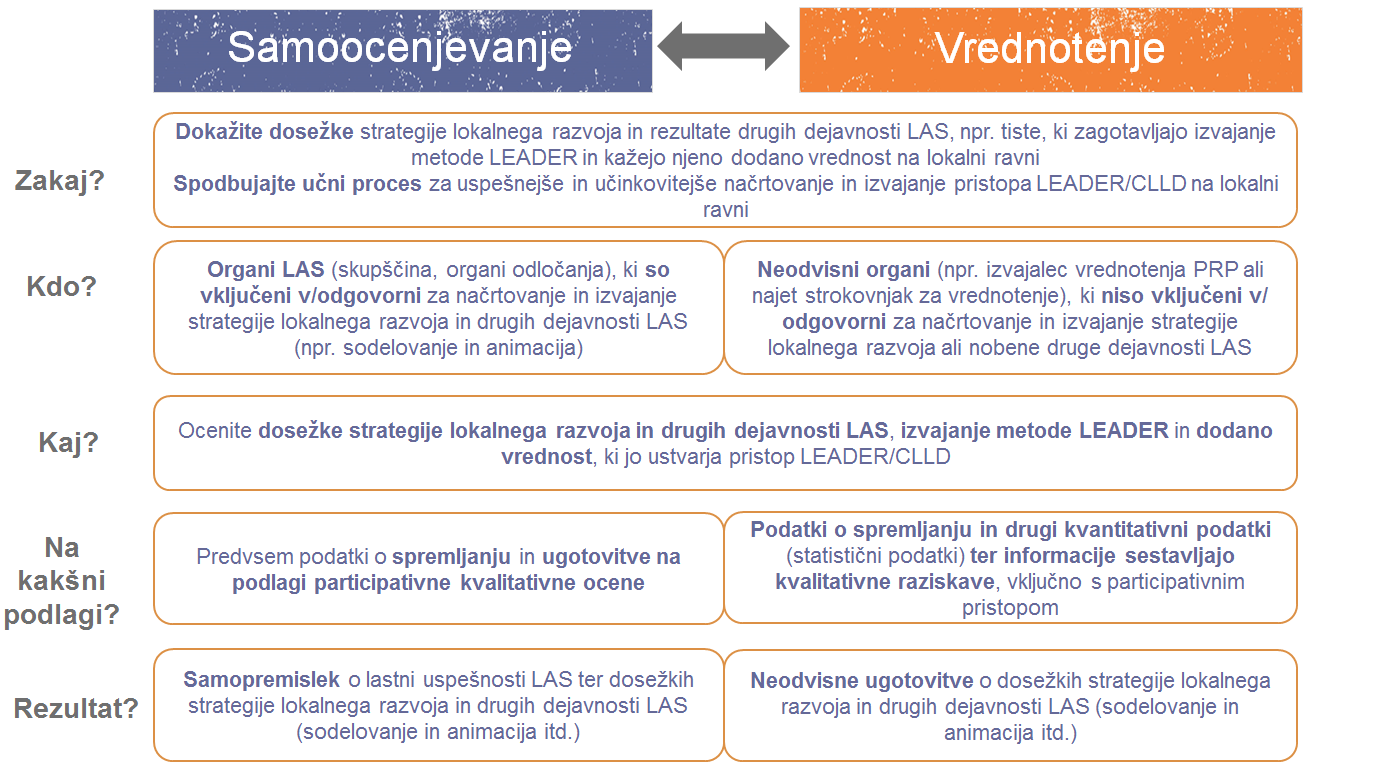 Samoocenjevanje
Vrednotenje
Zakaj?
Dokažite dosežke strategije lokalnega razvoja in rezultate drugih dejavnosti LAS, npr. tiste, ki zagotavljajo izvajanje
metode LEADER in kažejo njeno dodano vrednost na lokalni ravni
Spodbujajte učni proces za uspešnejše in učinkovitejše načrtovanje in izvajanje pristopa LEADER/CLLD na lokalni
ravni
Kdo?
Organi LAS (skupščina, organi odločanja), ki so
vključeni v/odgovorni za načrtovanje in izvajanje
strategije lokalnega razvoja in drugih dejavnosti LAS
(npr. sodelovanje in animacija)
Neodvisni organi (npr. izvajalec vrednotenja PRP ali
najet strokovnjak za vrednotenje), ki niso vključeni v/
odgovorni za načrtovanje in izvajanje strategije
lokalnega razvoja ali nobene druge dejavnosti LAS
Kaj?
Ocenite dosežke strategije lokalnega razvoja in drugih dejavnosti LAS, izvajanje metode LEADER in dodano
vrednost, ki jo ustvarja pristop LEADER/CLLD
Na
kakšni
podlagi?
Predvsem podatki o spremljanju in ugotovitve na
podlagi participativne kvalitativne ocene
Podatki o spremljanju in drugi kvantitativni podatki
(statistični podatki) ter informacije sestavljajo
kvalitativne raziskave, vključno s participativnim
pristopom
Rezultat?
Samopremislek o lastni uspešnosti LAS ter dosežkih
strategije lokalnega razvoja in drugih dejavnosti LAS
(sodelovanje in animacija itd.)
Neodvisne ugotovitve o dosežkih strategije lokalnega
razvoja in drugih dejavnosti LAS (sodelovanje in
animacija itd.)